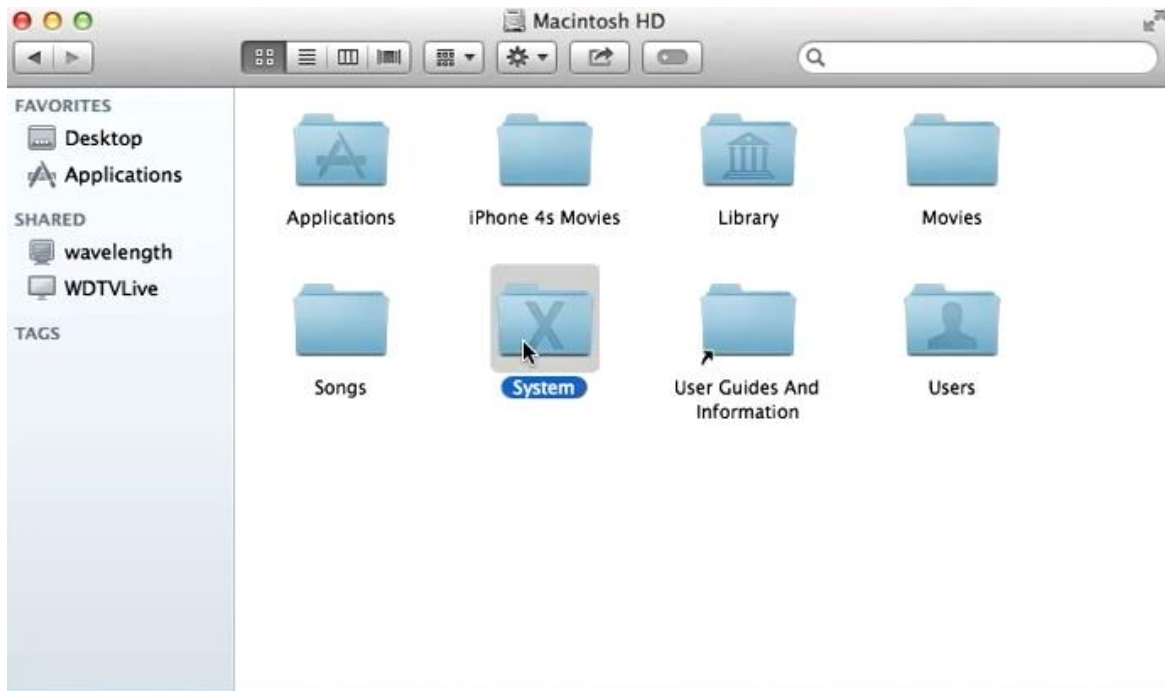 Macintosh HD
FAVORITES
Desktop
Applications
SHARED
wavelength
WDTVLive
TAGS
Applications
iPhone 4s Movies
Library
Movies
Songs
System
User Guides And
Information
Users